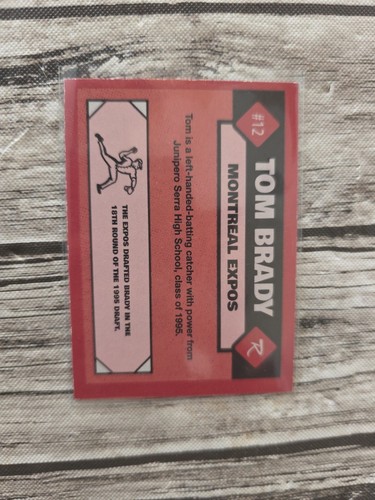 #12
TOM BRADY
R
MONTREAL EXPOS
Tom is a left-handed-batting catcher with power from
Junipero Serra High School, class of 1995.
THE EXPOS DRAFTED BRADY IN THE
18TH ROUND OF THE 1995 DRAFT.